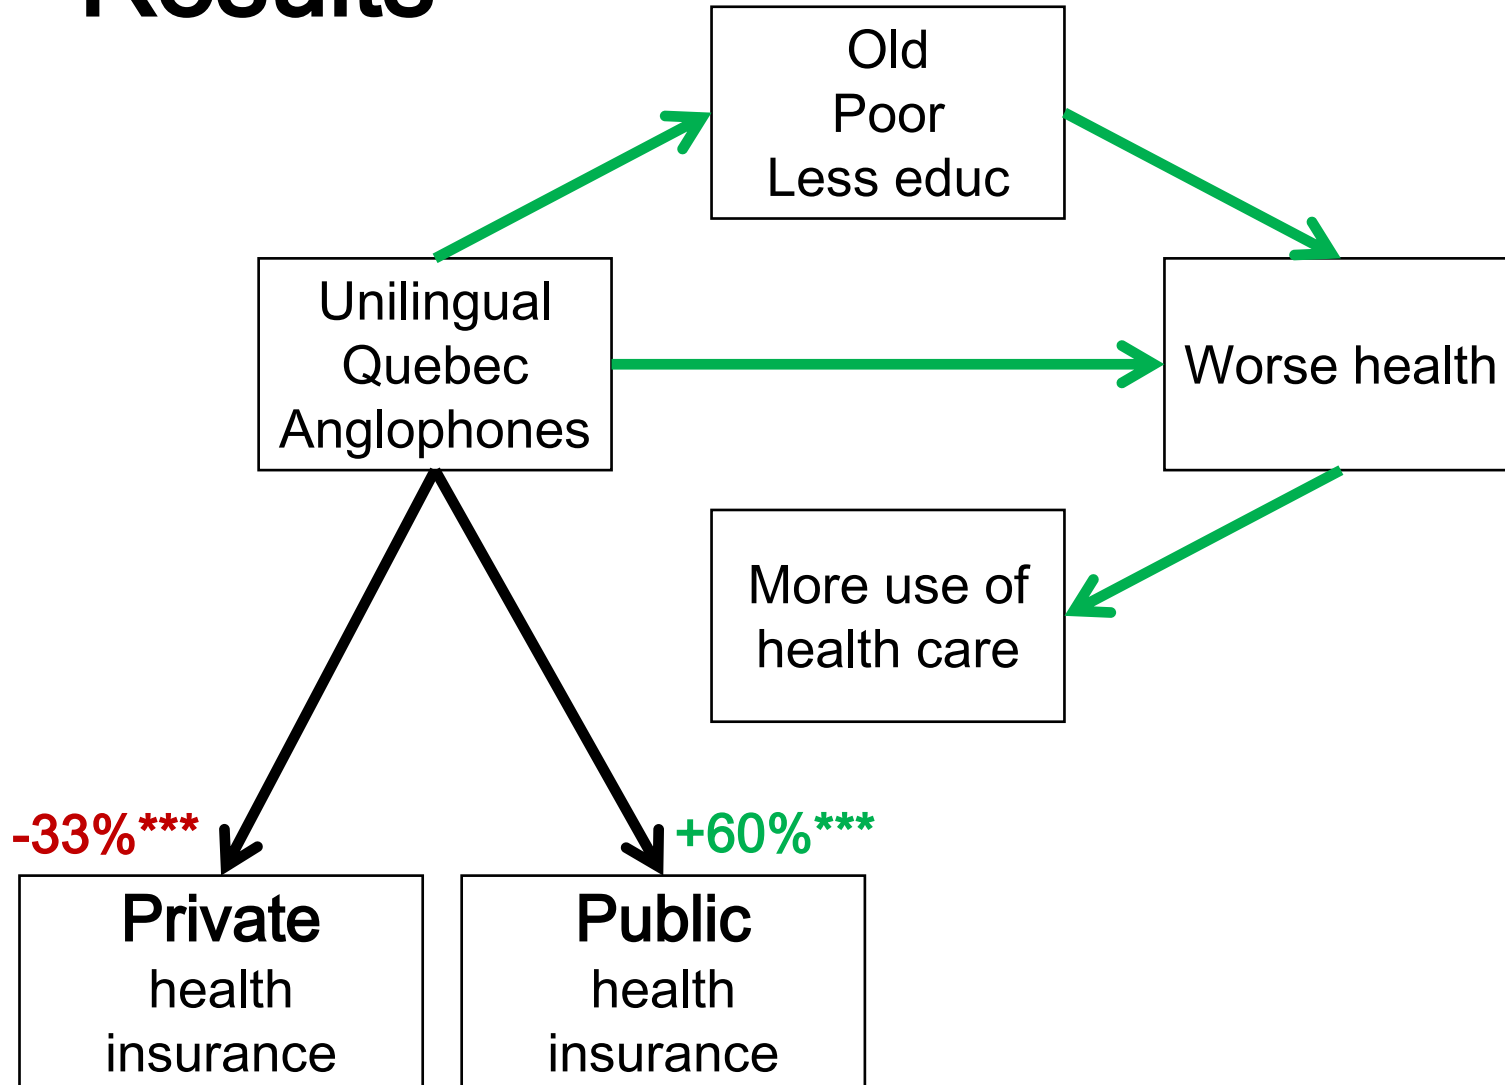 Results
Old
Poor
Less educ
Unilingual
Quebec
Anglophones
Worse health
More use of
health care
-33%***
+60%***
Private
health
insurance
Public
health
insurance